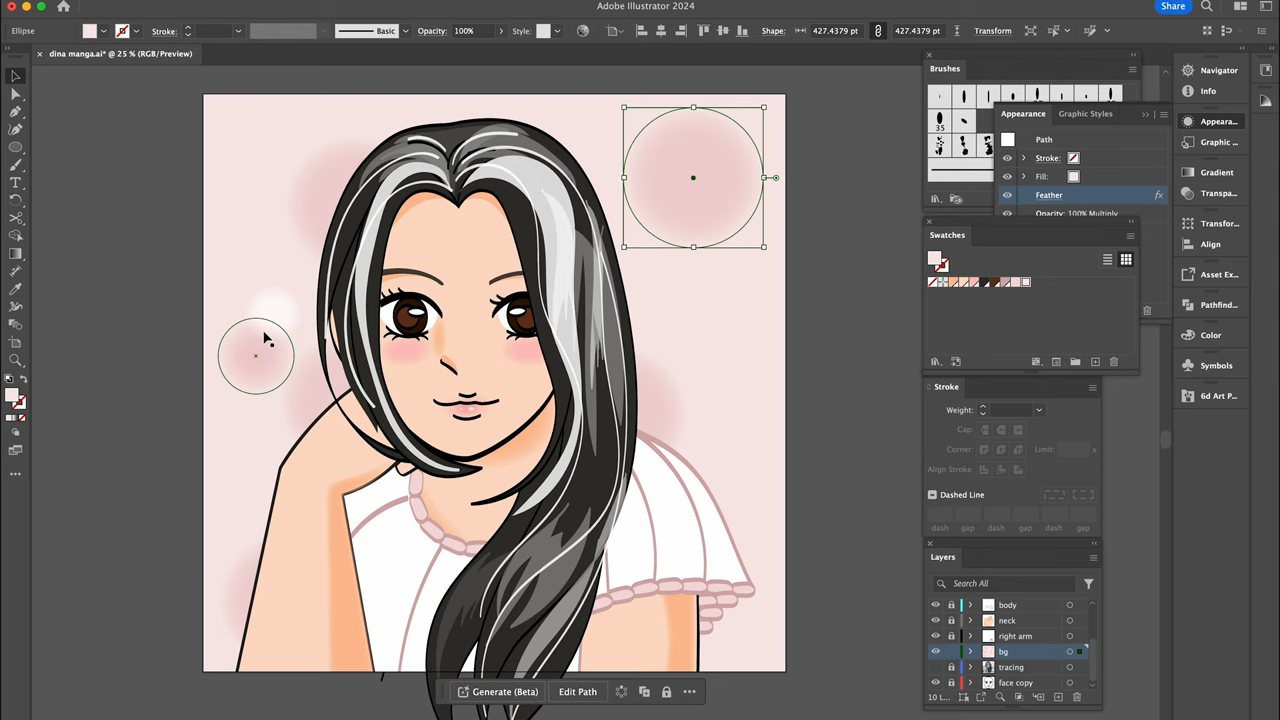 Adobe Illustrator 2024
Share
Ellipse
Stroke:
Basic
Opacity: 100%
Style:
Shape:
427.4379 pt
427.4379 pt
Transform
× dina manga.ai* @ 25 % (RGB/Preview)
Brushes
35
Appearance
Graphic Styles
Path
Stroke:
Fill:
Feather
fx
Opacity: 100% Multiply
Swatches
Stroke
Weight:
Cap:
Corner:
Limit:
x
Align Stroke:
Dashed Line
dash gap dash gap dash gap
Layers
Search All
body
neck
right arm
bg
tracing
face copy
10 L...
Navigator
Info
Appeara...
Graphic ...
Gradient
Transpa...
Transfor...
Align
Asset Ex...
Pathfind...
Color
Symbols
6d Art P...
Generate (Beta)
Edit Path